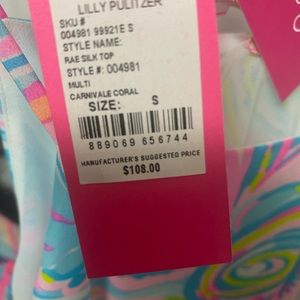 LILLY PULITZER
SKU #
004981 99921E S
STYLE NAME:
RAE SILK TOP
STYLE #: 004981
MULTI
CARNIVALE CORAL
SIZE: S
889069 656744
MANUFACTURER'S SUGGESTED PRICE
$108.00